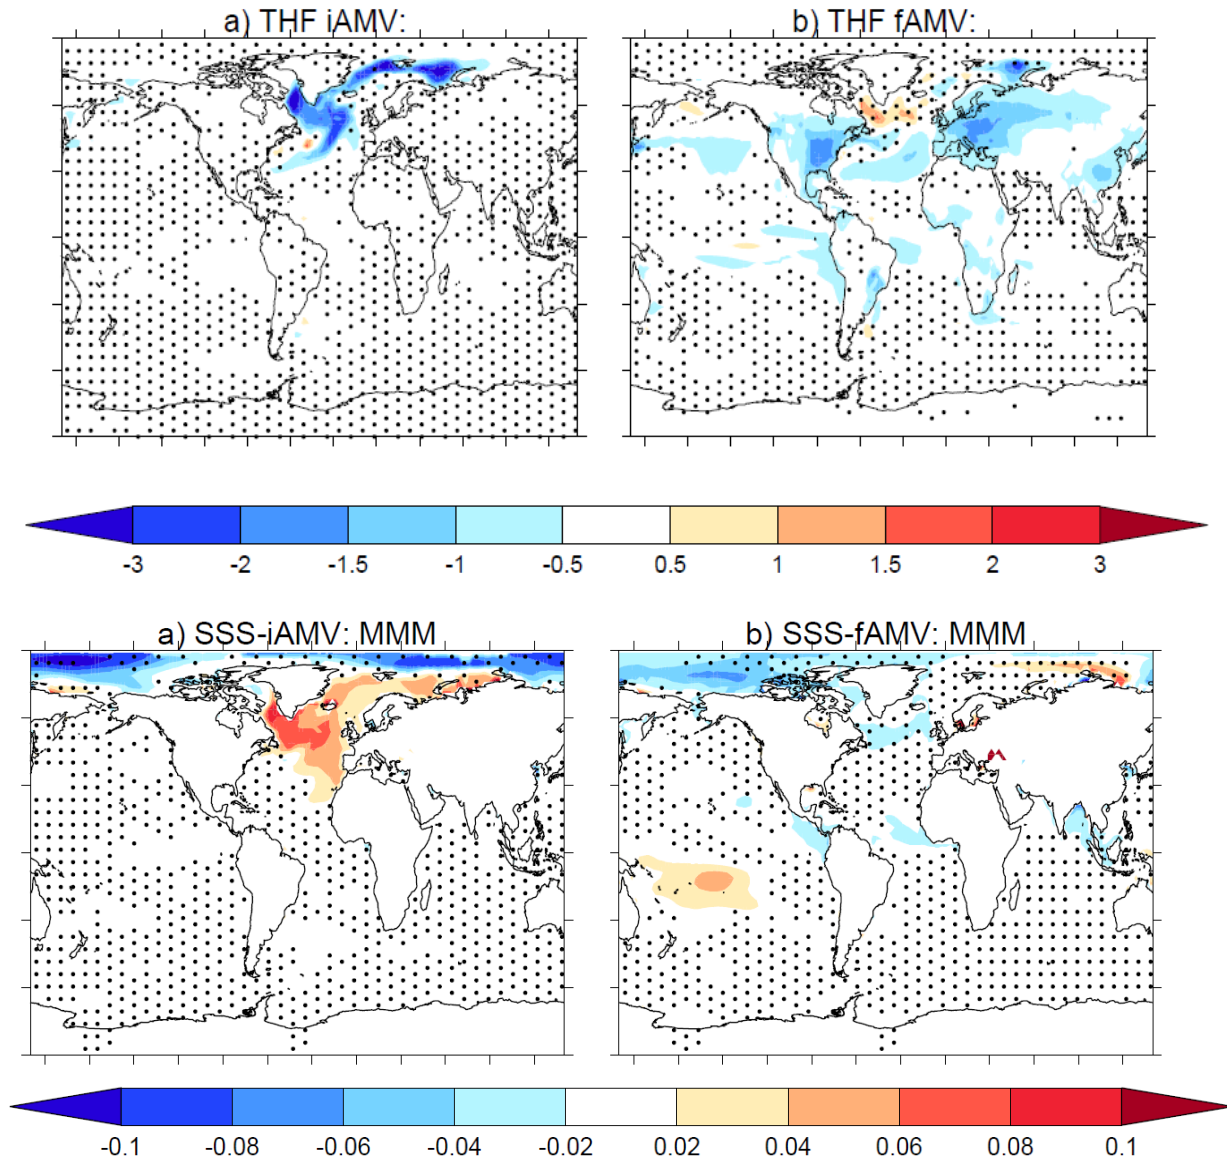 a) THF iAMV:
b) THF fAMV:
-3 -2 -1.5 -1 -0.5 0.5 1 1.5 2 3
a) SSS-iAMV: MMM
b) SSS-fAMV: MMM
-0.1 -0.08 -0.06 -0.04 -0.02 0.02 0.04 0.06 0.08 0.1